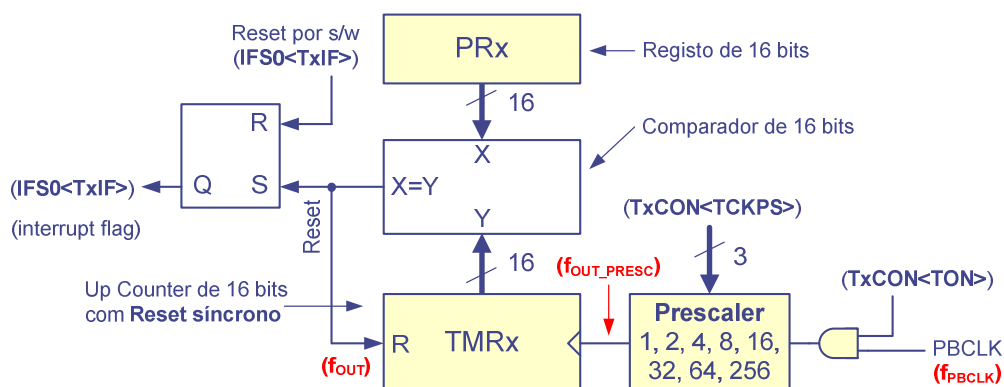 Reset por s/w
(IFS0<TxIF>)
PRx
Registo de 16 bits
16
R
Q
S
(IFS0<TxIF>)
(interrupt flag)
X
X=Y
Y
Comparador de 16 bits
Reset
16
(TxCON<TCKPS>)
3
(fOUT_PRESC)
(TxCON<TON>)
Up Counter de 16 bits
com Reset síncrono
R
TMRx
(fOUT)
Prescaler
1, 2, 4, 8, 16,
32, 64, 256
PBCLK
(fPBCLK)